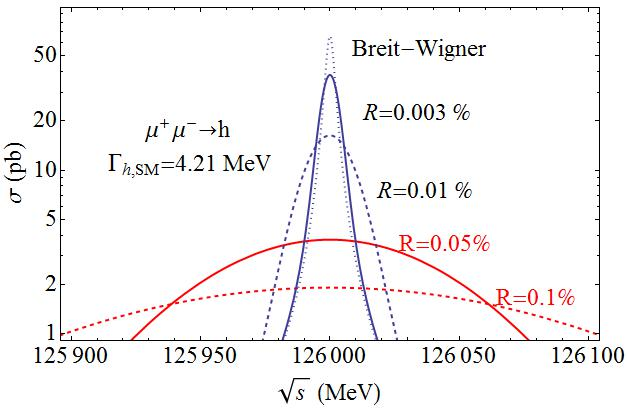 Breit−Wigner
50
R=0.003 %
20
μ⁺ μ⁻→h
Γh,SM=4.21 MeV
10
R=0.01 %
σ (pb)
5
R=0.05%
2
R=0.1%
1
125 900 125 950 126 000 126 050 126 100
√s (MeV)